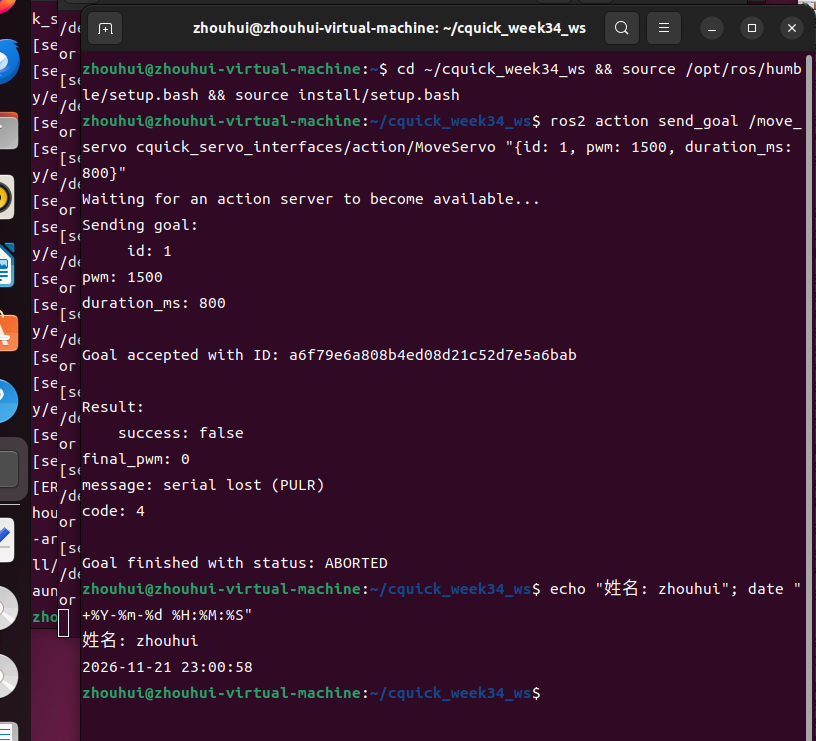 zhouhui@zhouhui-virtual-machine: ~/cquick_week34_ws
zhouhui@zhouhui-virtual-machine:~$ cd ~/cquick_week34_ws && source /opt/ros/humb
le/setup.bash && source install/setup.bash
zhouhui@zhouhui-virtual-machine:~/cquick_week34_ws$ ros2 action send_goal /move_
servo cquick_servo_interfaces/action/MoveServo "{id: 1, pwm: 1500, duration_ms:
800}"
Waiting for an action server to become available...
Sending goal:
     id: 1
pwm: 1500
duration_ms: 800
Goal accepted with ID: a6f79e6a808b4ed08d21c52d7e5a6bab
Result:
    success: false
final_pwm: 0
message: serial lost (PULR)
code: 4
Goal finished with status: ABORTED
zhouhui@zhouhui-virtual-machine:~/cquick_week34_ws$ echo "姓名: zhouhui"; date "
+%Y-%m-%d %H:%M:%S"
姓名: zhouhui
2026-11-21 23:00:58
zhouhui@zhouhui-virtual-machine:~/cquick_week34_ws$